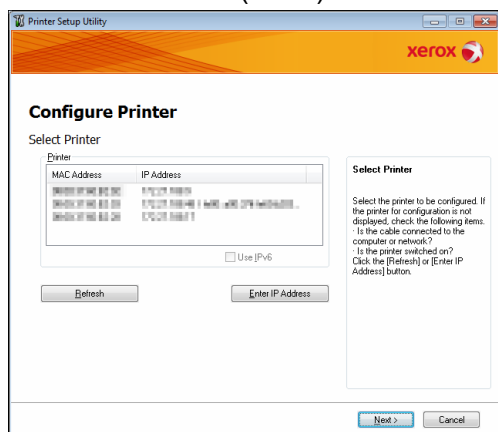 Printer Setup Utility
xerox
Configure Printer
Select Printer
Printer
MAC Address IP Address
Use IPv6
Refresh Enter IP Address
Select Printer
Select the printer to be configured. If
the printer for configuration is not
displayed, check the following items.
· Is the cable connected to the
computer or network?
· Is the printer switched on?
Click the [Refresh] or [Enter IP
Address] button.
Next > Cancel